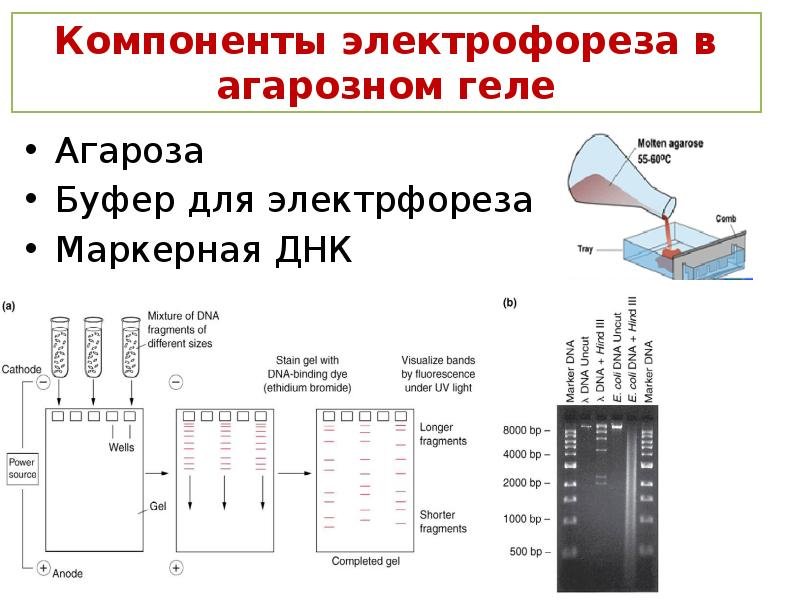 Компоненты электрофореза в
агарозном геле
• Агароза
• Буфер для электрфореза
• Маркерная ДНК
Molten agarose
55-60ºC
Comb
Tray
(a)
Mixture of DNA
fragments of
different sizes
Cathode
−
−
Stain gel with
DNA-binding dye
(ethidium bromide)
Visualize bands
by fluorescence
under UV light
Wells
Longer
fragments
Power
source
Gel
Shorter
fragments
Completed gel
+
Anode
+
(b)
Marker DNA
λ DNA Uncut
λ DNA + Hind III
E. coli DNA Uncut
E. coli DNA + Hind III
Marker DNA
8000 bp –
4000 bp –
2000 bp –
1000 bp –
500 bp –